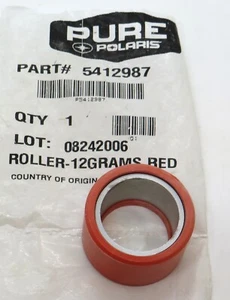 PURE
POLARIS
PART# 5412987
P5412987
QTY 1
LOT: 08242006
ROLLER-12GRAMS RED
COUNTRY OF ORIGIN